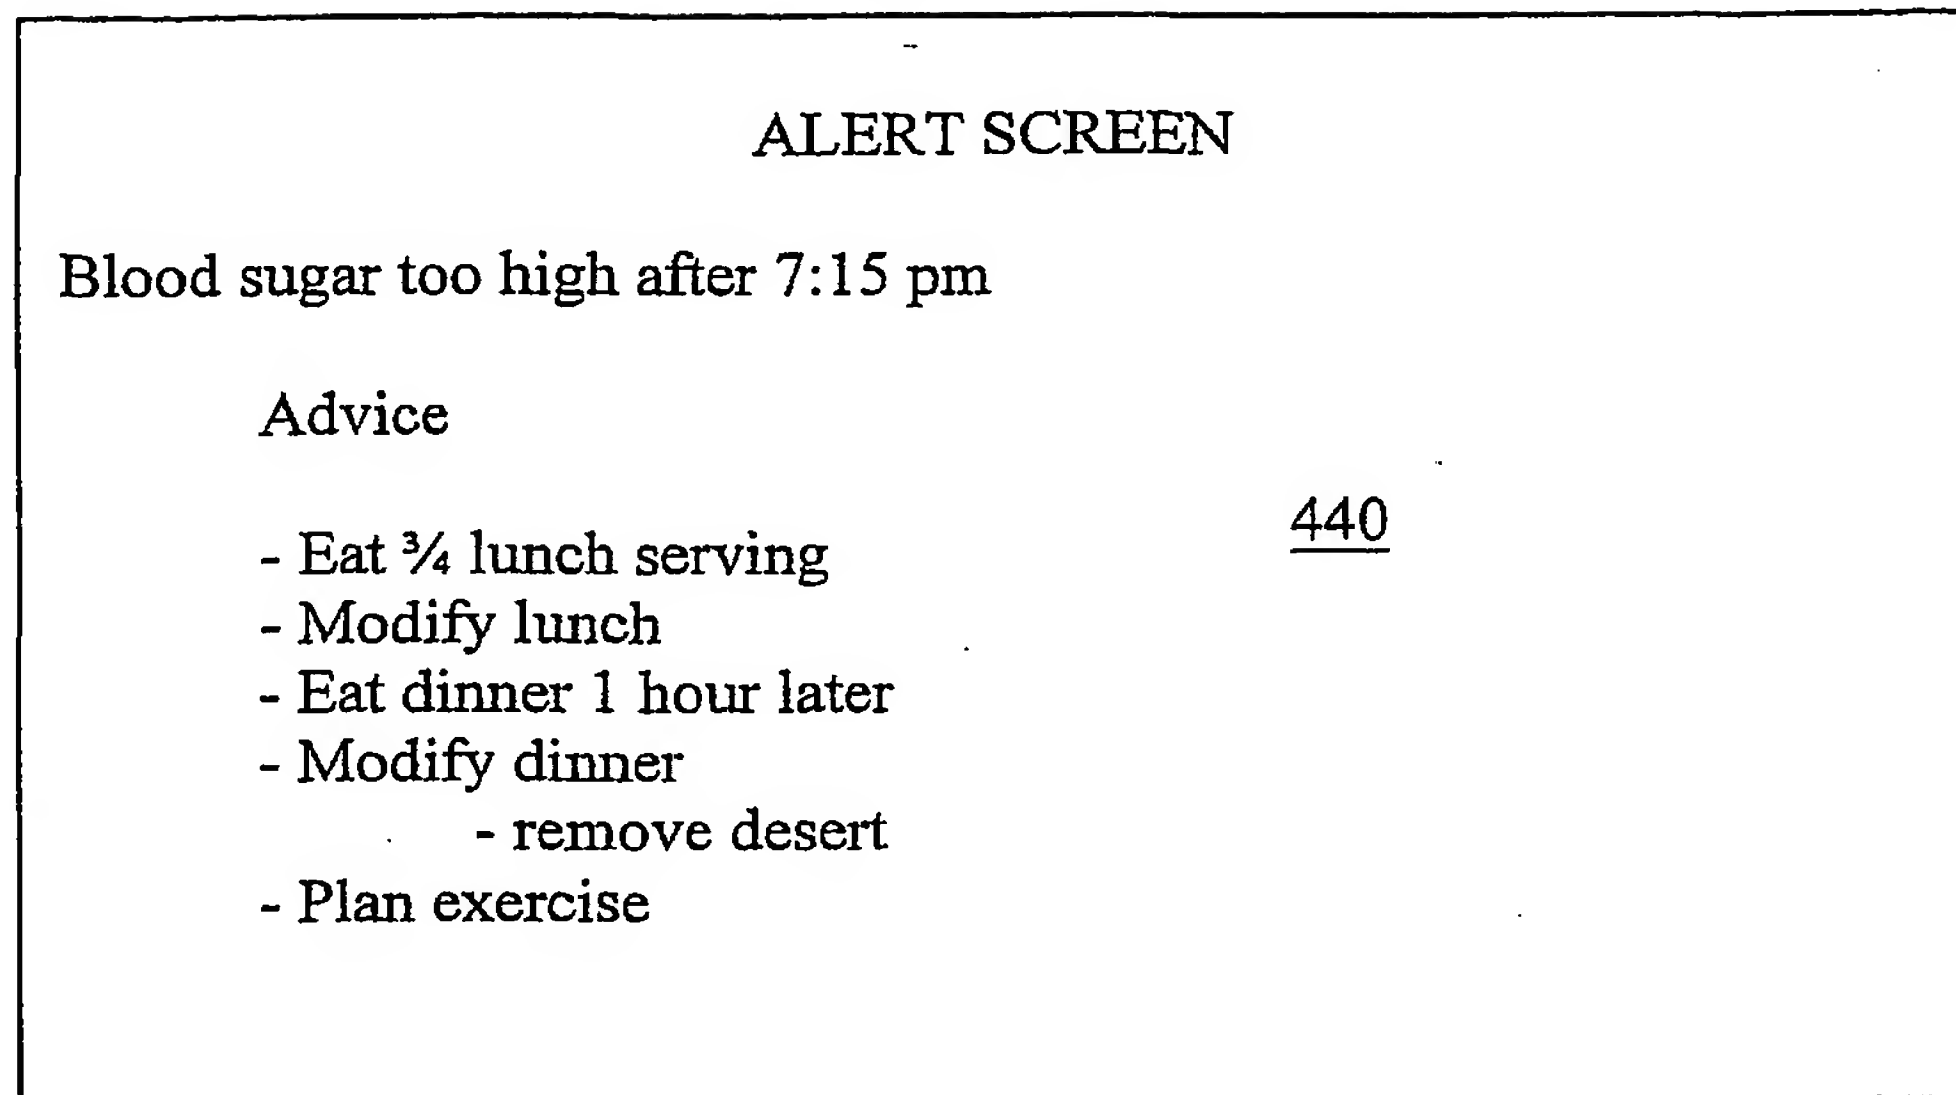 ALERT SCREEN
Blood sugar too high after 7:15 pm
Advice
440
- Eat ¾ lunch serving
- Modify lunch
- Eat dinner 1 hour later
- Modify dinner
- remove desert
- Plan exercise